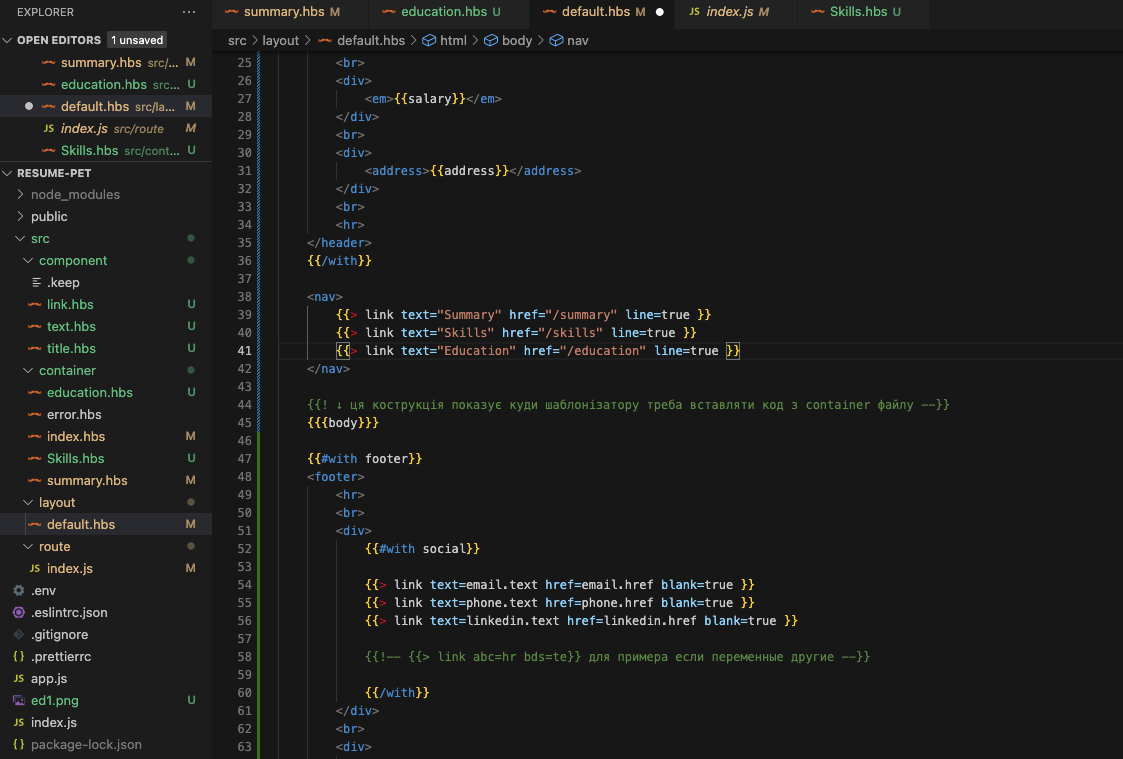 EXPLORER ···
summary.hbs M education.hbs U default.hbs M ● JS index.js M Skills.hbs U
OPEN EDITORS 1 unsaved
summary.hbs src/... M
education.hbs src... U
default.hbs src/la... M
JS index.js src/route M
Skills.hbs src/cont... U
RESUME-PET
node_modules
public
src
component
.keep
link.hbs U
text.hbs U
title.hbs U
container
education.hbs U
error.hbs
index.hbs M
Skills.hbs U
summary.hbs M
layout
default.hbs M
route
JS index.js M
.env
.eslintrc.json
.gitignore
{} .prettierrc
JS app.js
ed1.png U
JS index.js
{} package-lock.json
src > layout > default.hbs > html > body > nav
25 <br>
26 <div>
27 <em>{{salary}}</em>
28 </div>
29 <br>
30 <div>
31 <address>{{address}}</address>
32 </div>
33 <br>
34 <hr>
35 </header>
36 {{/with}}
37
38 <nav>
39 {{> link text="Summary" href="/summary" line=true }}
40 {{> link text="Skills" href="/skills" line=true }}
41 {{> link text="Education" href="/education" line=true }}
42 </nav>
43
44 {{! ↓ ця кострукція показує куди шаблонізатору треба вставляти код з container файлу --}}
45 {{{body}}}
46
47 {{#with footer}}
48 <footer>
49 <hr>
50 <br>
51 <div>
52 {{#with social}}
53
54 {{> link text=email.text href=email.href blank=true }}
55 {{> link text=phone.text href=phone.href blank=true }}
56 {{> link text=linkedin.text href=linkedin.href blank=true }}
57
58 {{!-- {{> link abc=hr bds=te}} для примера если переменные другие --}}
59
60 {{/with}}
61 </div>
62 <br>
63 <div>